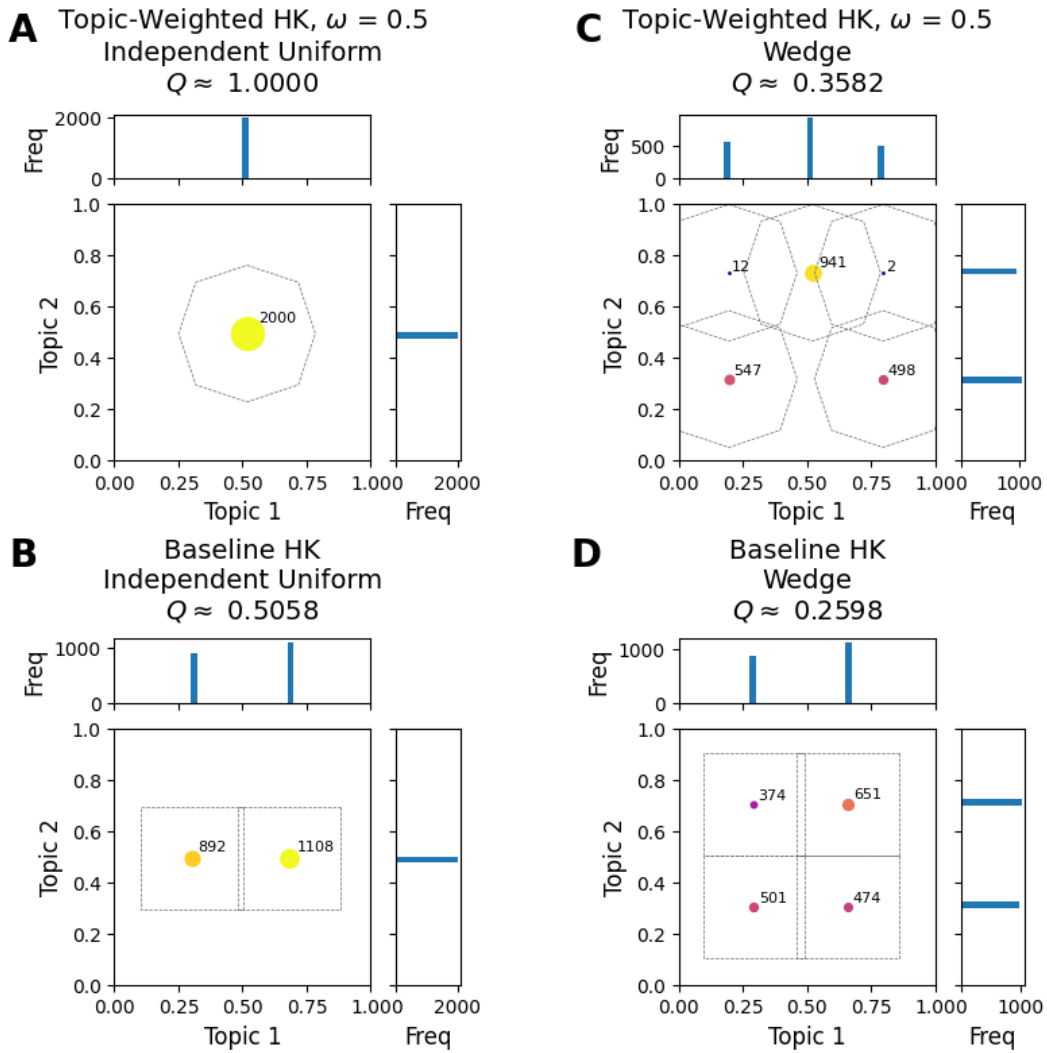 A
Topic-Weighted HK, ω = 0.5
Independent Uniform
Q ≈ 1.0000
2000
0
Freq
1.0
0.8
0.6
0.4
0.2
0.0
Topic 2
2000
0.00 0.25 0.50 0.75 1.00
Topic 1
0 2000
Freq
C
Topic-Weighted HK, ω = 0.5
Wedge
Q ≈ 0.3582
500
0
Freq
1.0
0.8
0.6
0.4
0.2
0.0
Topic 2
12
941
2
547
498
0.00 0.25 0.50 0.75 1.00
Topic 1
0 1000
Freq
B
Baseline HK
Independent Uniform
Q ≈ 0.5058
1000
0
Freq
1.0
0.8
0.6
0.4
0.2
0.0
Topic 2
892
1108
0.00 0.25 0.50 0.75 1.00
Topic 1
0 2000
Freq
D
Baseline HK
Wedge
Q ≈ 0.2598
1000
0
Freq
1.0
0.8
0.6
0.4
0.2
0.0
Topic 2
374
651
501
474
0.00 0.25 0.50 0.75 1.00
Topic 1
0 1000
Freq